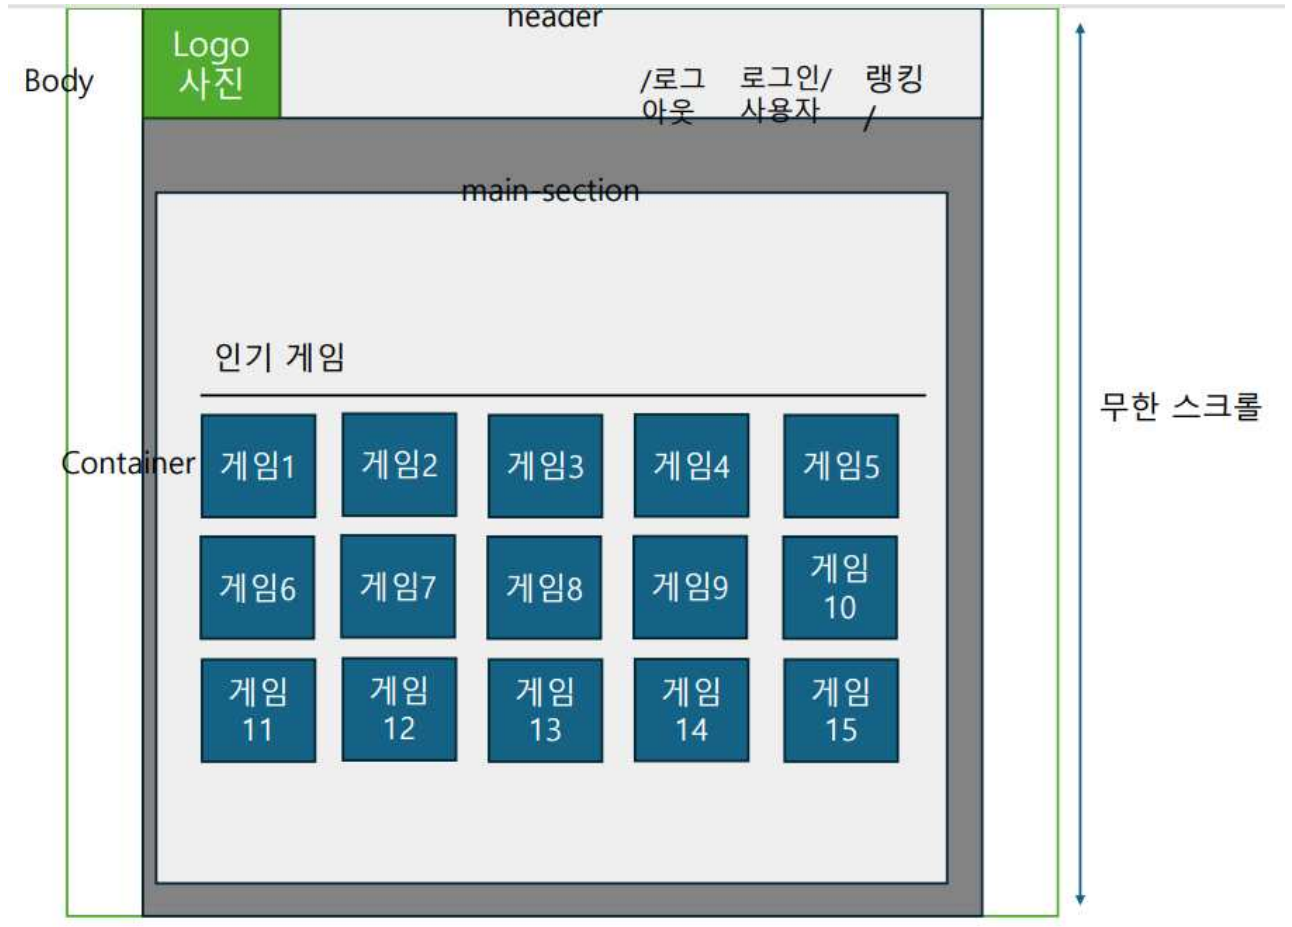 header
Logo
사진
Body
/로그
아웃
로그인/
사용자
랭킹
/
main-section
인기 게임
무한 스크롤
Container
게임1
게임2
게임3
게임4
게임5
게임6
게임7
게임8
게임9
게임
10
게임
11
게임
12
게임
13
게임
14
게임
15